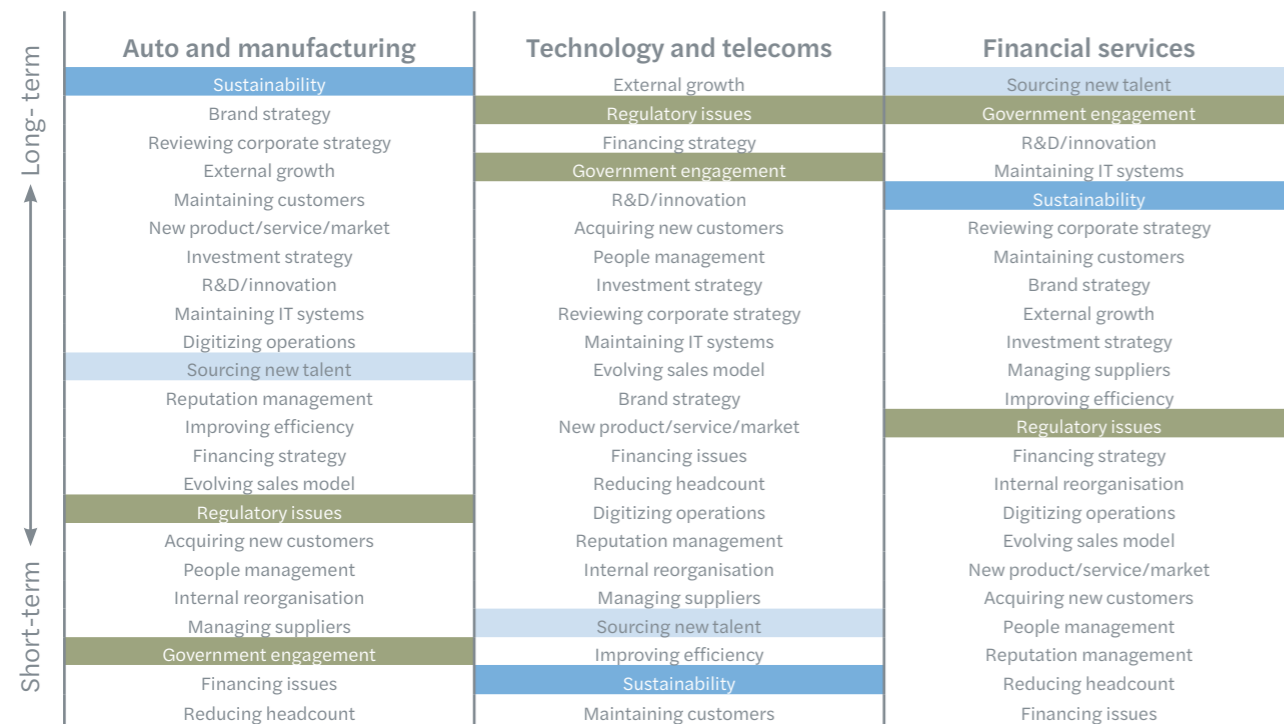 Long- term
Short-term
Auto and manufacturing
Sustainability
Brand strategy
Reviewing corporate strategy
External growth
Maintaining customers
New product/service/market
Investment strategy
R&D/innovation
Maintaining IT systems
Digitizing operations
Sourcing new talent
Reputation management
Improving efficiency
Financing strategy
Evolving sales model
Regulatory issues
Acquiring new customers
People management
Internal reorganisation
Managing suppliers
Government engagement
Financing issues
Reducing headcount
Technology and telecoms
External growth
Regulatory issues
Financing strategy
Government engagement
R&D/innovation
Acquiring new customers
People management
Investment strategy
Reviewing corporate strategy
Maintaining IT systems
Evolving sales model
Brand strategy
New product/service/market
Financing issues
Reducing headcount
Digitizing operations
Reputation management
Internal reorganisation
Managing suppliers
Sourcing new talent
Improving efficiency
Sustainability
Maintaining customers
Financial services
Sourcing new talent
Government engagement
R&D/innovation
Maintaining IT systems
Sustainability
Reviewing corporate strategy
Maintaining customers
Brand strategy
External growth
Investment strategy
Managing suppliers
Improving efficiency
Regulatory issues
Financing strategy
Internal reorganisation
Digitizing operations
Evolving sales model
New product/service/market
Acquiring new customers
People management
Reputation management
Reducing headcount
Financing issues